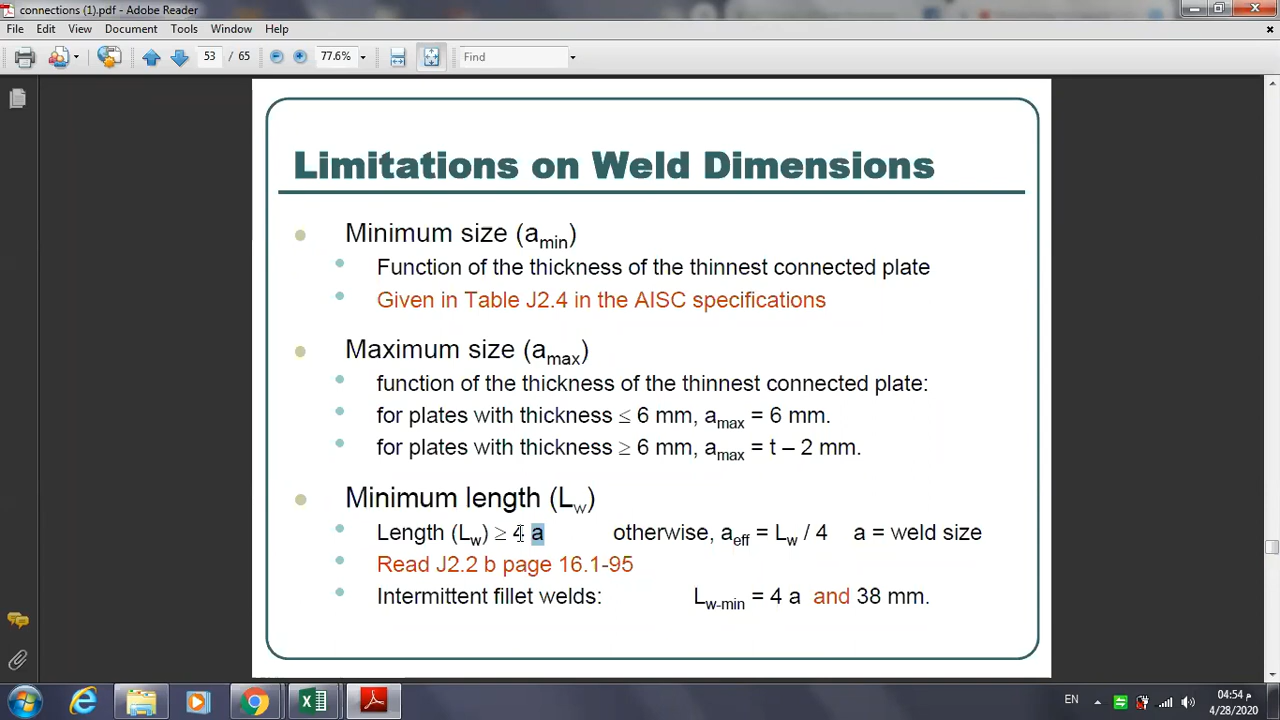 connections (1).pdf - Adobe Reader
File Edit View Document Tools Window Help
53 / 65 77.6% Find
Limitations on Weld Dimensions
Minimum size (amin)
Function of the thickness of the thinnest connected plate
Given in Table J2.4 in the AISC specifications
Maximum size (amax)
function of the thickness of the thinnest connected plate:
for plates with thickness ≤ 6 mm, amax = 6 mm.
for plates with thickness ≥ 6 mm, amax = t – 2 mm.
Minimum length (Lw)
Length (Lw) ≥ 4 a otherwise, aeff = Lw / 4 a = weld size
Read J2.2 b page 16.1-95
Intermittent fillet welds: Lw-min = 4 a and 38 mm.
EN 04:54 م
4/28/2020